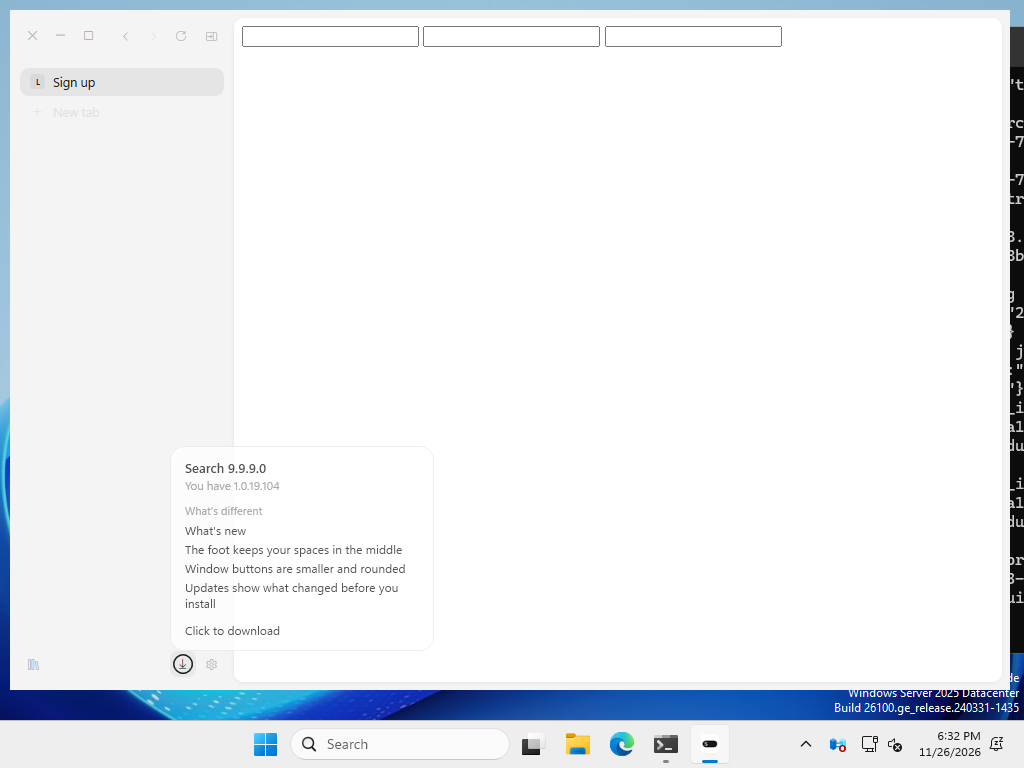 L Sign up
+ New tab
Search 9.9.9.0
You have 1.0.19.104
What's different
What's new
The foot keeps your spaces in the middle
Window buttons are smaller and rounded
Updates show what changed before you
install
Click to download
Windows Server 2025 Datacenter
Build 26100.ge_release.240331-1435
Search
6:32 PM
11/26/2026